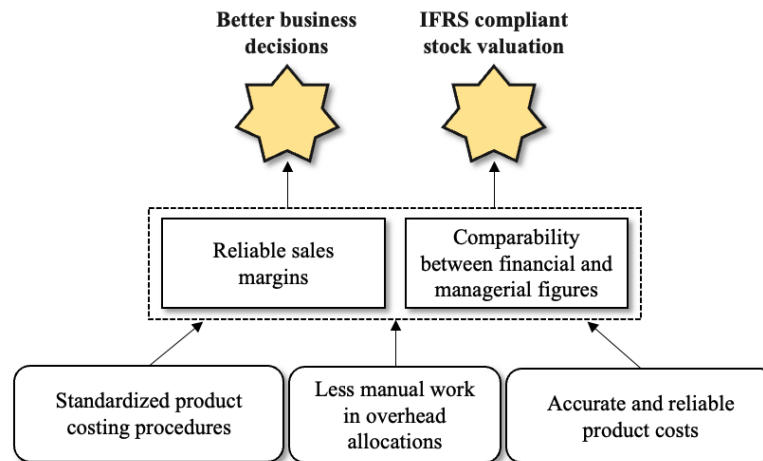 Better business
decisions
IFRS compliant
stock valuation
Reliable sales
margins
Comparability
between financial and
managerial figures
Standardized product
costing procedures
Less manual work
in overhead
allocations
Accurate and reliable
product costs